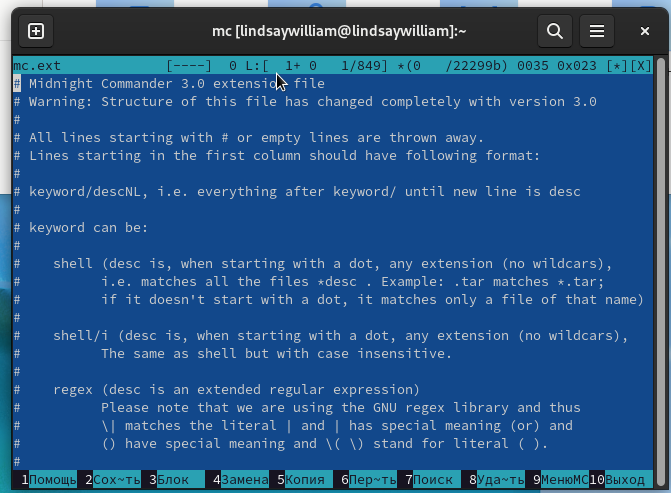 mc [lindsaywilliam@lindsaywilliam]:~
mc.ext [----] 0 L:[ 1+ 0 1/849] *(0 /22299b) 0035 0x023 [*][X]
# Midnight Commander 3.0 extension file
# Warning: Structure of this file has changed completely with version 3.0
#
# All lines starting with # or empty lines are thrown away.
# Lines starting in the first column should have following format:
#
# keyword/descNL, i.e. everything after keyword/ until new line is desc
#
# keyword can be:
#
# shell (desc is, when starting with a dot, any extension (no wildcars),
# i.e. matches all the files *desc . Example: .tar matches *.tar;
# if it doesn't start with a dot, it matches only a file of that name)
#
# shell/i (desc is, when starting with a dot, any extension (no wildcars),
# The same as shell but with case insensitive.
#
# regex (desc is an extended regular expression)
# Please note that we are using the GNU regex library and thus
# \| matches the literal | and | has special meaning (or) and
# () have special meaning and \( \) stand for literal ( ).
#
1Помощь 2Сох~ть 3Блок 4Замена 5Копия 6Пер~ть 7Поиск 8Уда~ть 9МенюMC 10Выход